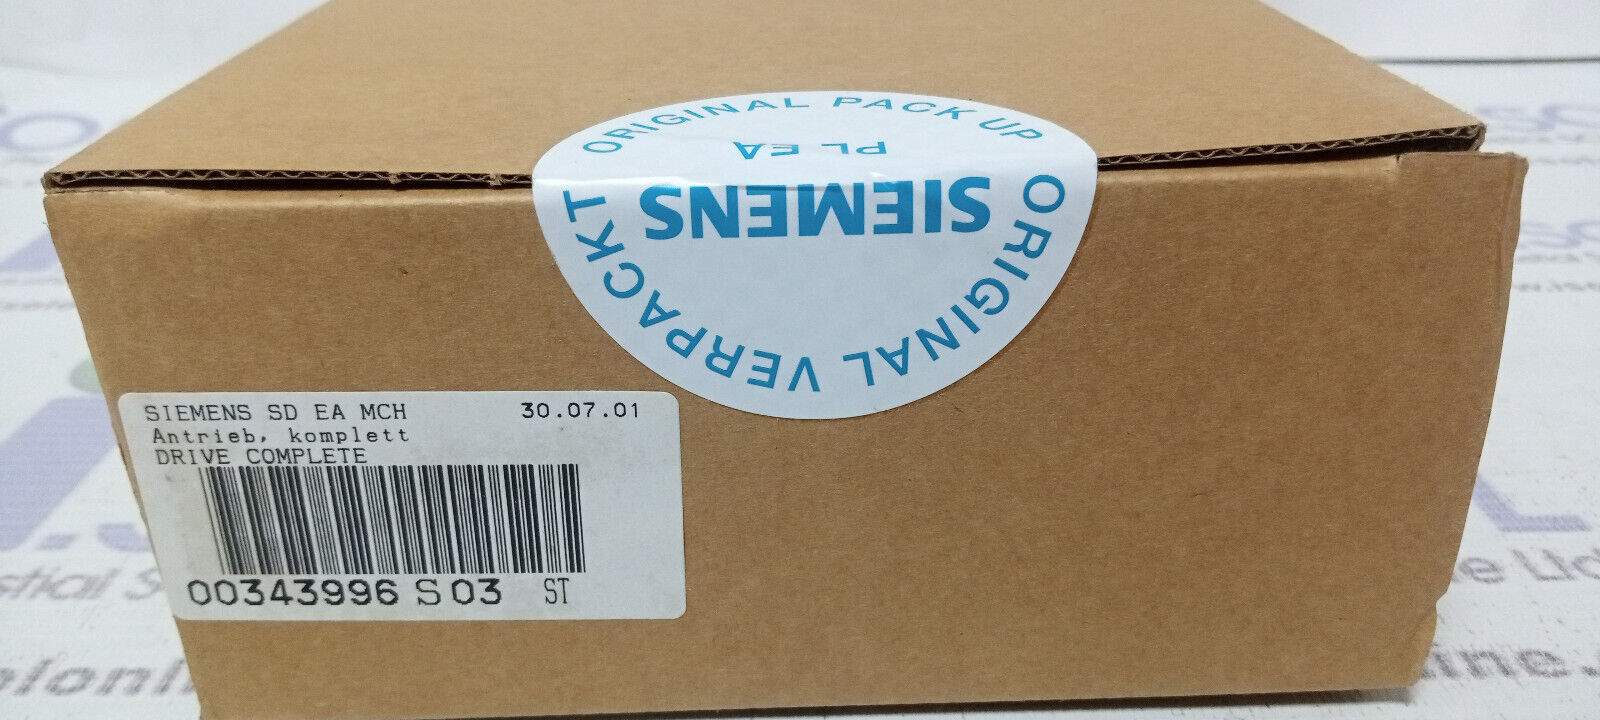 ORIGINAL PACK UP
PL EA
SIEMENS
ORIGINAL VERPACKT
SIEMENS SD EA MCH 30.07.01
Antrieb, komplett
DRIVE COMPLETE
00343996 S 03 ST